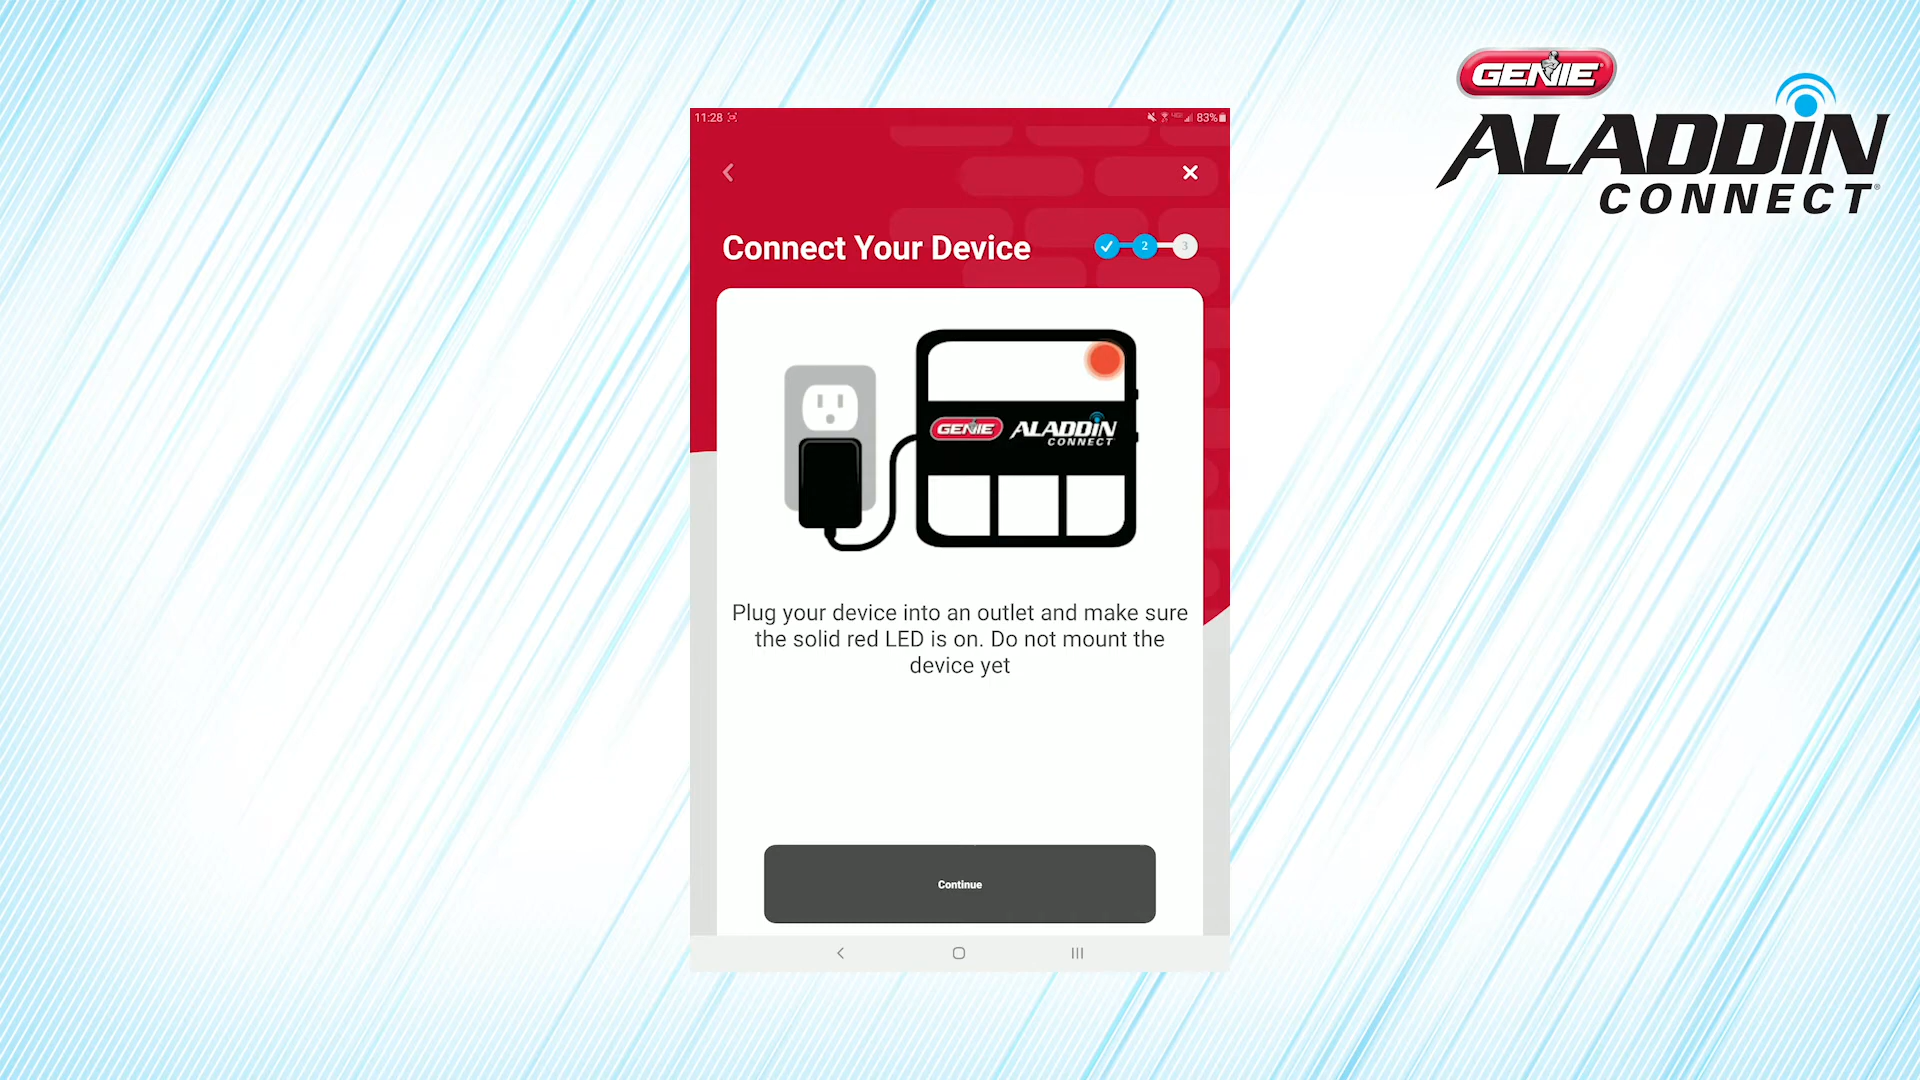 GENIE
ALADDIN
CONNECT®
11:28
83%
Connect Your Device
2
3
GENIE ALADDIN
CONNECT
Plug your device into an outlet and make sure
the solid red LED is on. Do not mount the
device yet
Continue